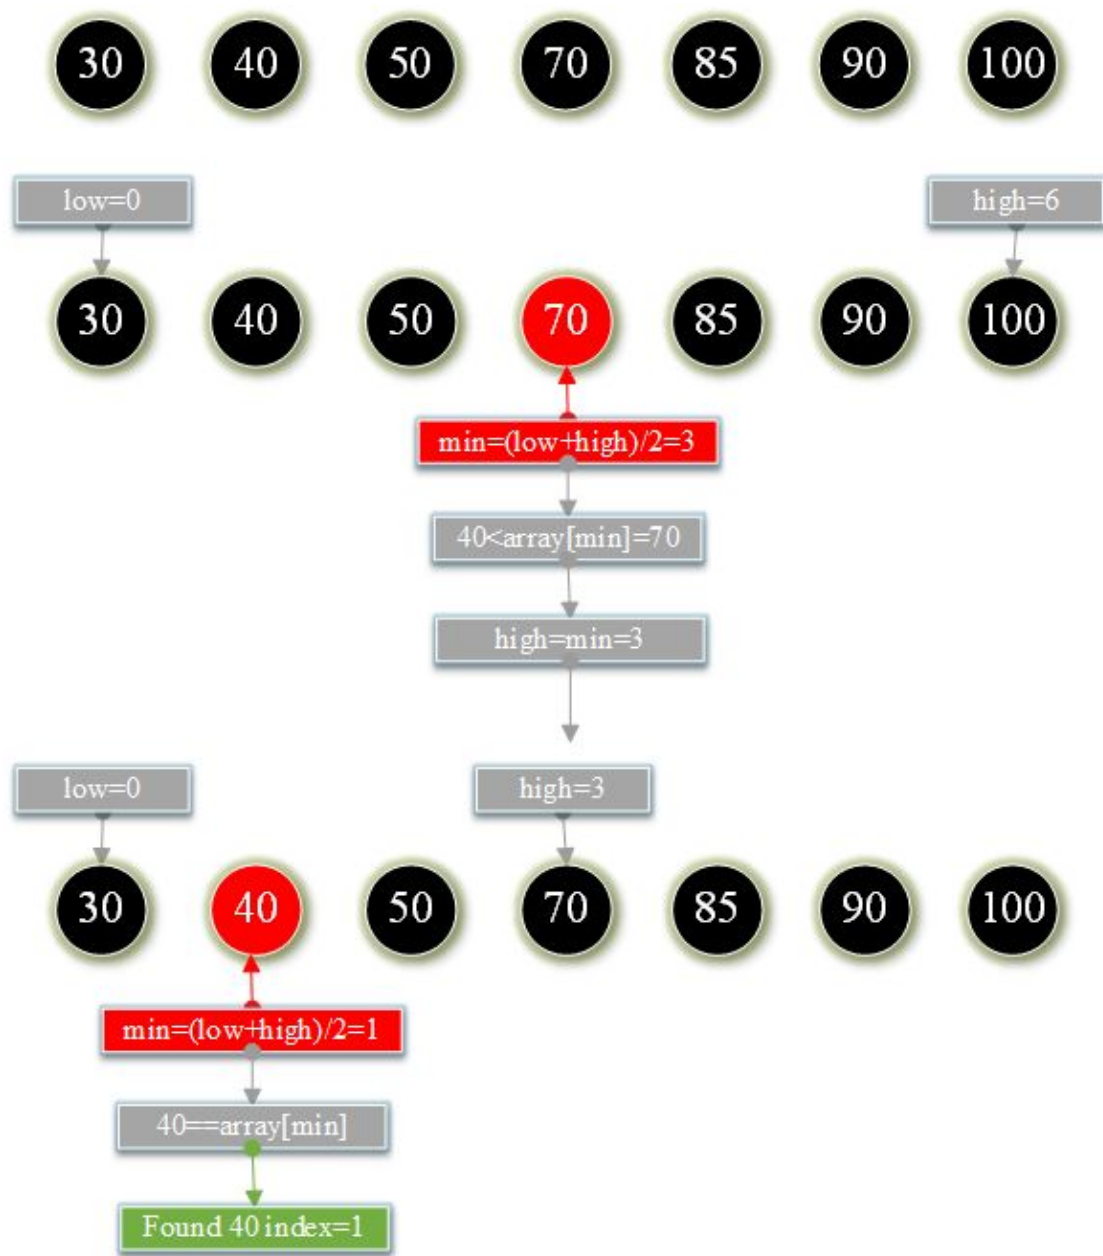 30 40 50 70 85 90 100
low=0 high=6
30 40 50 70 85 90 100
min=(low+high)/2=3
40<array[min]=70
high=min=3
low=0 high=3
30 40 50 70 85 90 100
min=(low+high)/2=1
40==array[min]
Found 40 index=1